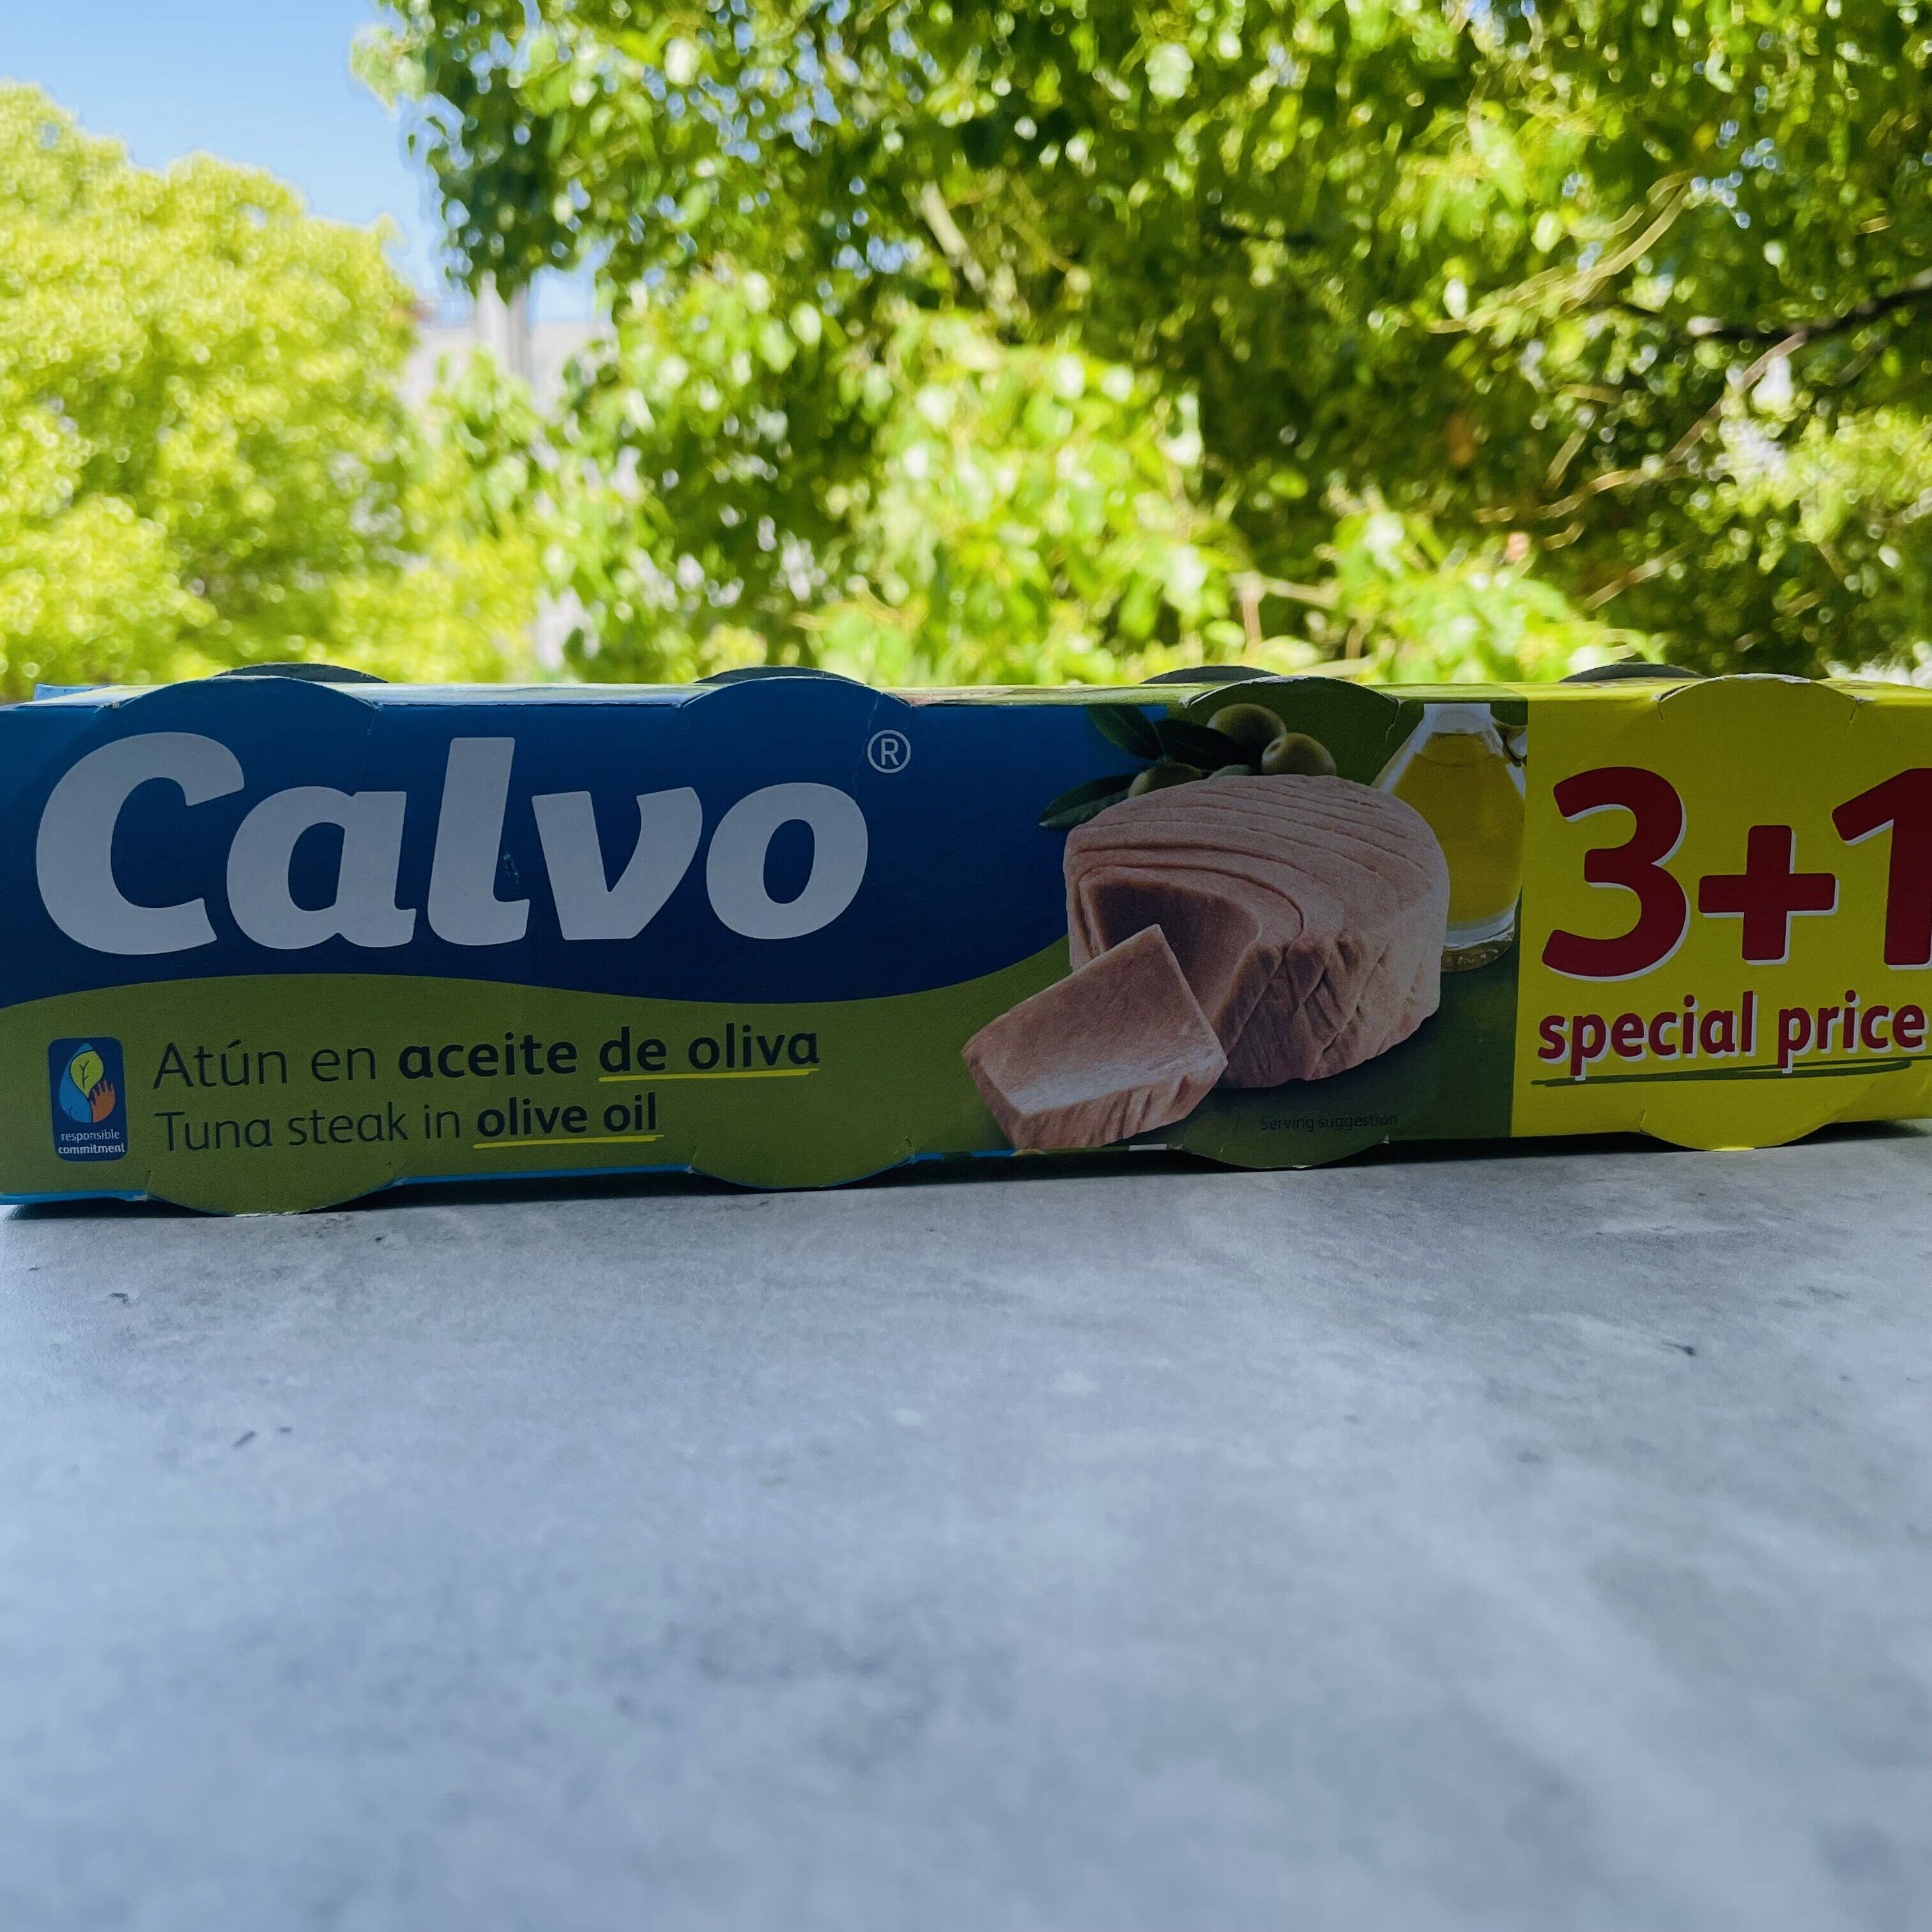 Calvo®
Atún en aceite de oliva
Tuna steak in olive oil
responsible
commitment
Serving suggestion
3+1
special price